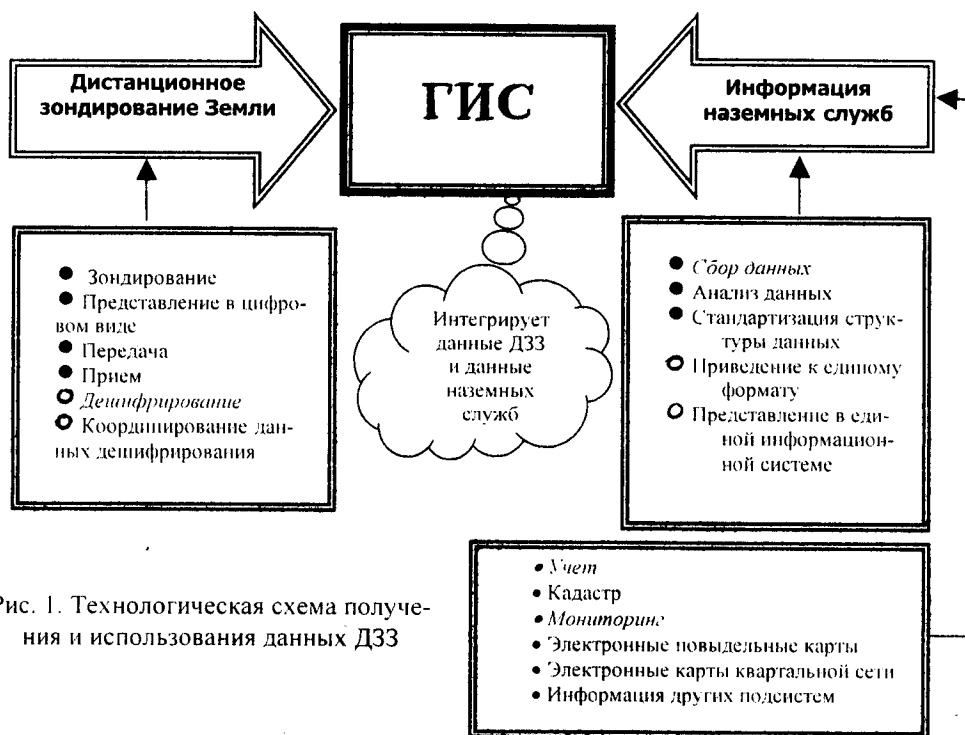 Дистанционное
зондирование Земли
ГИС
Информация
наземных служб
● Зондирование
● Представление в цифро-
вом виде
● Передача
● Прием
○ Дешифрирование
○ Координирование дан-
ных дешифрирования
Интегрирует
данные ДЗЗ
и данные
наземных
служб
● Сбор данных
● Анализ данных
● Стандартизация струк-
туры данных
○ Приведение к единому
формату
○ Представление в еди-
ной информацион-
ной системе
• Учет
• Кадастр
• Мониторинг
• Электронные повыдельные карты
• Электронные карты квартальной сети
• Информация других подсистем
Рис. 1. Технологическая схема получе-
ния и использования данных ДЗЗ